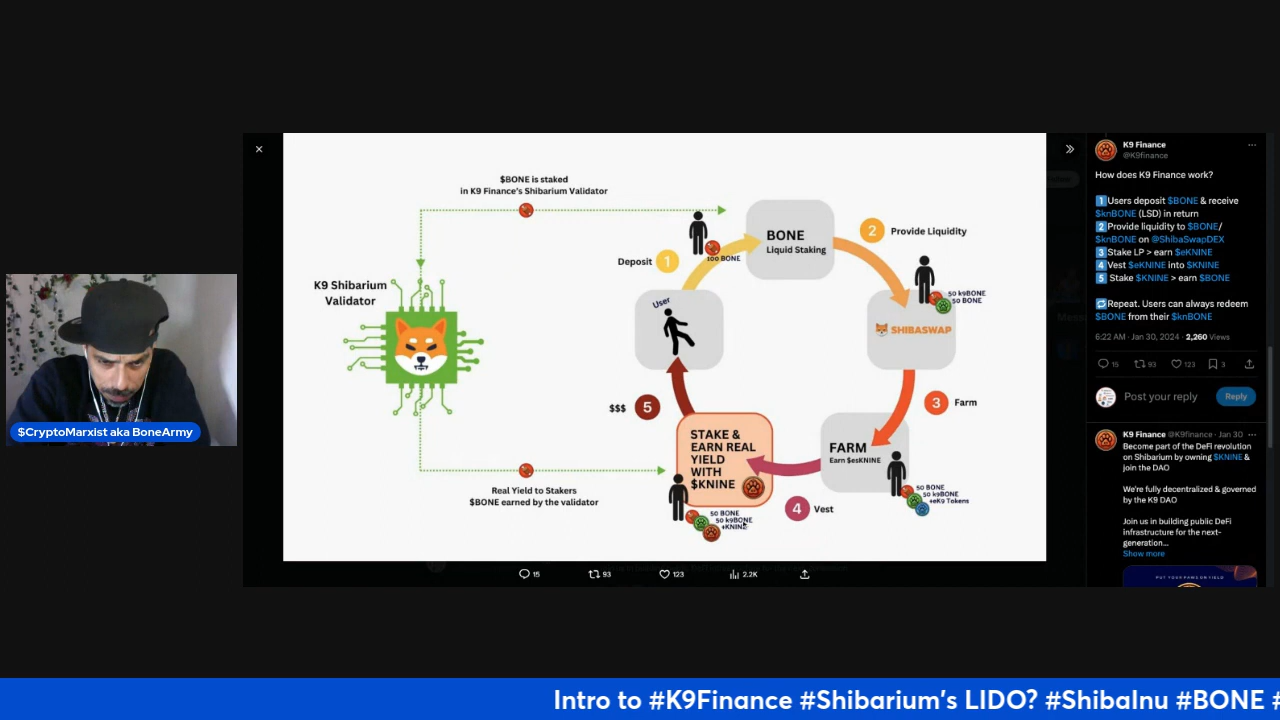 $BONE is staked
in K9 Finance's Shibarium Validator
K9 Shibarium
Validator
Deposit 1
100 BONE
BONE
Liquid Staking
2 Provide Liquidity
User
50 k9BONE
50 BONE
SHIBASWAP
3 Farm
FARM
Earn $esKNINE
50 BONE
50 k9BONE
+eK9 Tokens
4 Vest
STAKE &
EARN REAL
YIELD
WITH
$KNINE
50 BONE
50 k9BONE
+KNINE
$$$ 5
Real Yield to Stakers
$BONE earned by the validator
15
93
123
2.2K
K9 Finance
@K9finance
How does K9 Finance work?
1 Users deposit $BONE & receive
$knBONE (LSD) in return
2 Provide liquidity to $BONE/
$knBONE on @ShibaSwapDEX
3 Stake LP > earn $eKNINE
4 Vest $eKNINE into $KNINE
5 Stake $KNINE > earn $BONE
Repeat. Users can always redeem
$BONE from their $knBONE
6:22 AM · Jan 30, 2024 · 2,260 Views
15 93 123 3
Post your reply
Reply
K9 Finance @K9finance · Jan 30
Become part of the DeFi revolution
on Shibarium by owning $KNINE &
join the DAO
We're fully decentralized & governed
by the K9 DAO
Join us in building public DeFi
infrastructure for the next-
generation...
Show more
PUT YOUR PAWS ON YIELD
$CryptoMarxist aka BoneArmy
Intro to #K9Finance #Shibarium's LIDO? #ShibaInu #BONE #